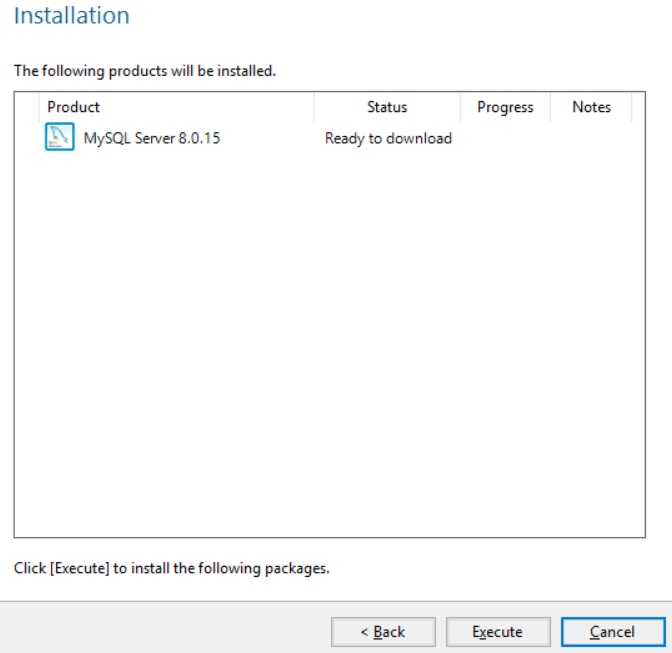 Installation
The following products will be installed.
Product Status Progress Notes
MySQL Server 8.0.15 Ready to download
Click [Execute] to install the following packages.
< Back Execute Cancel